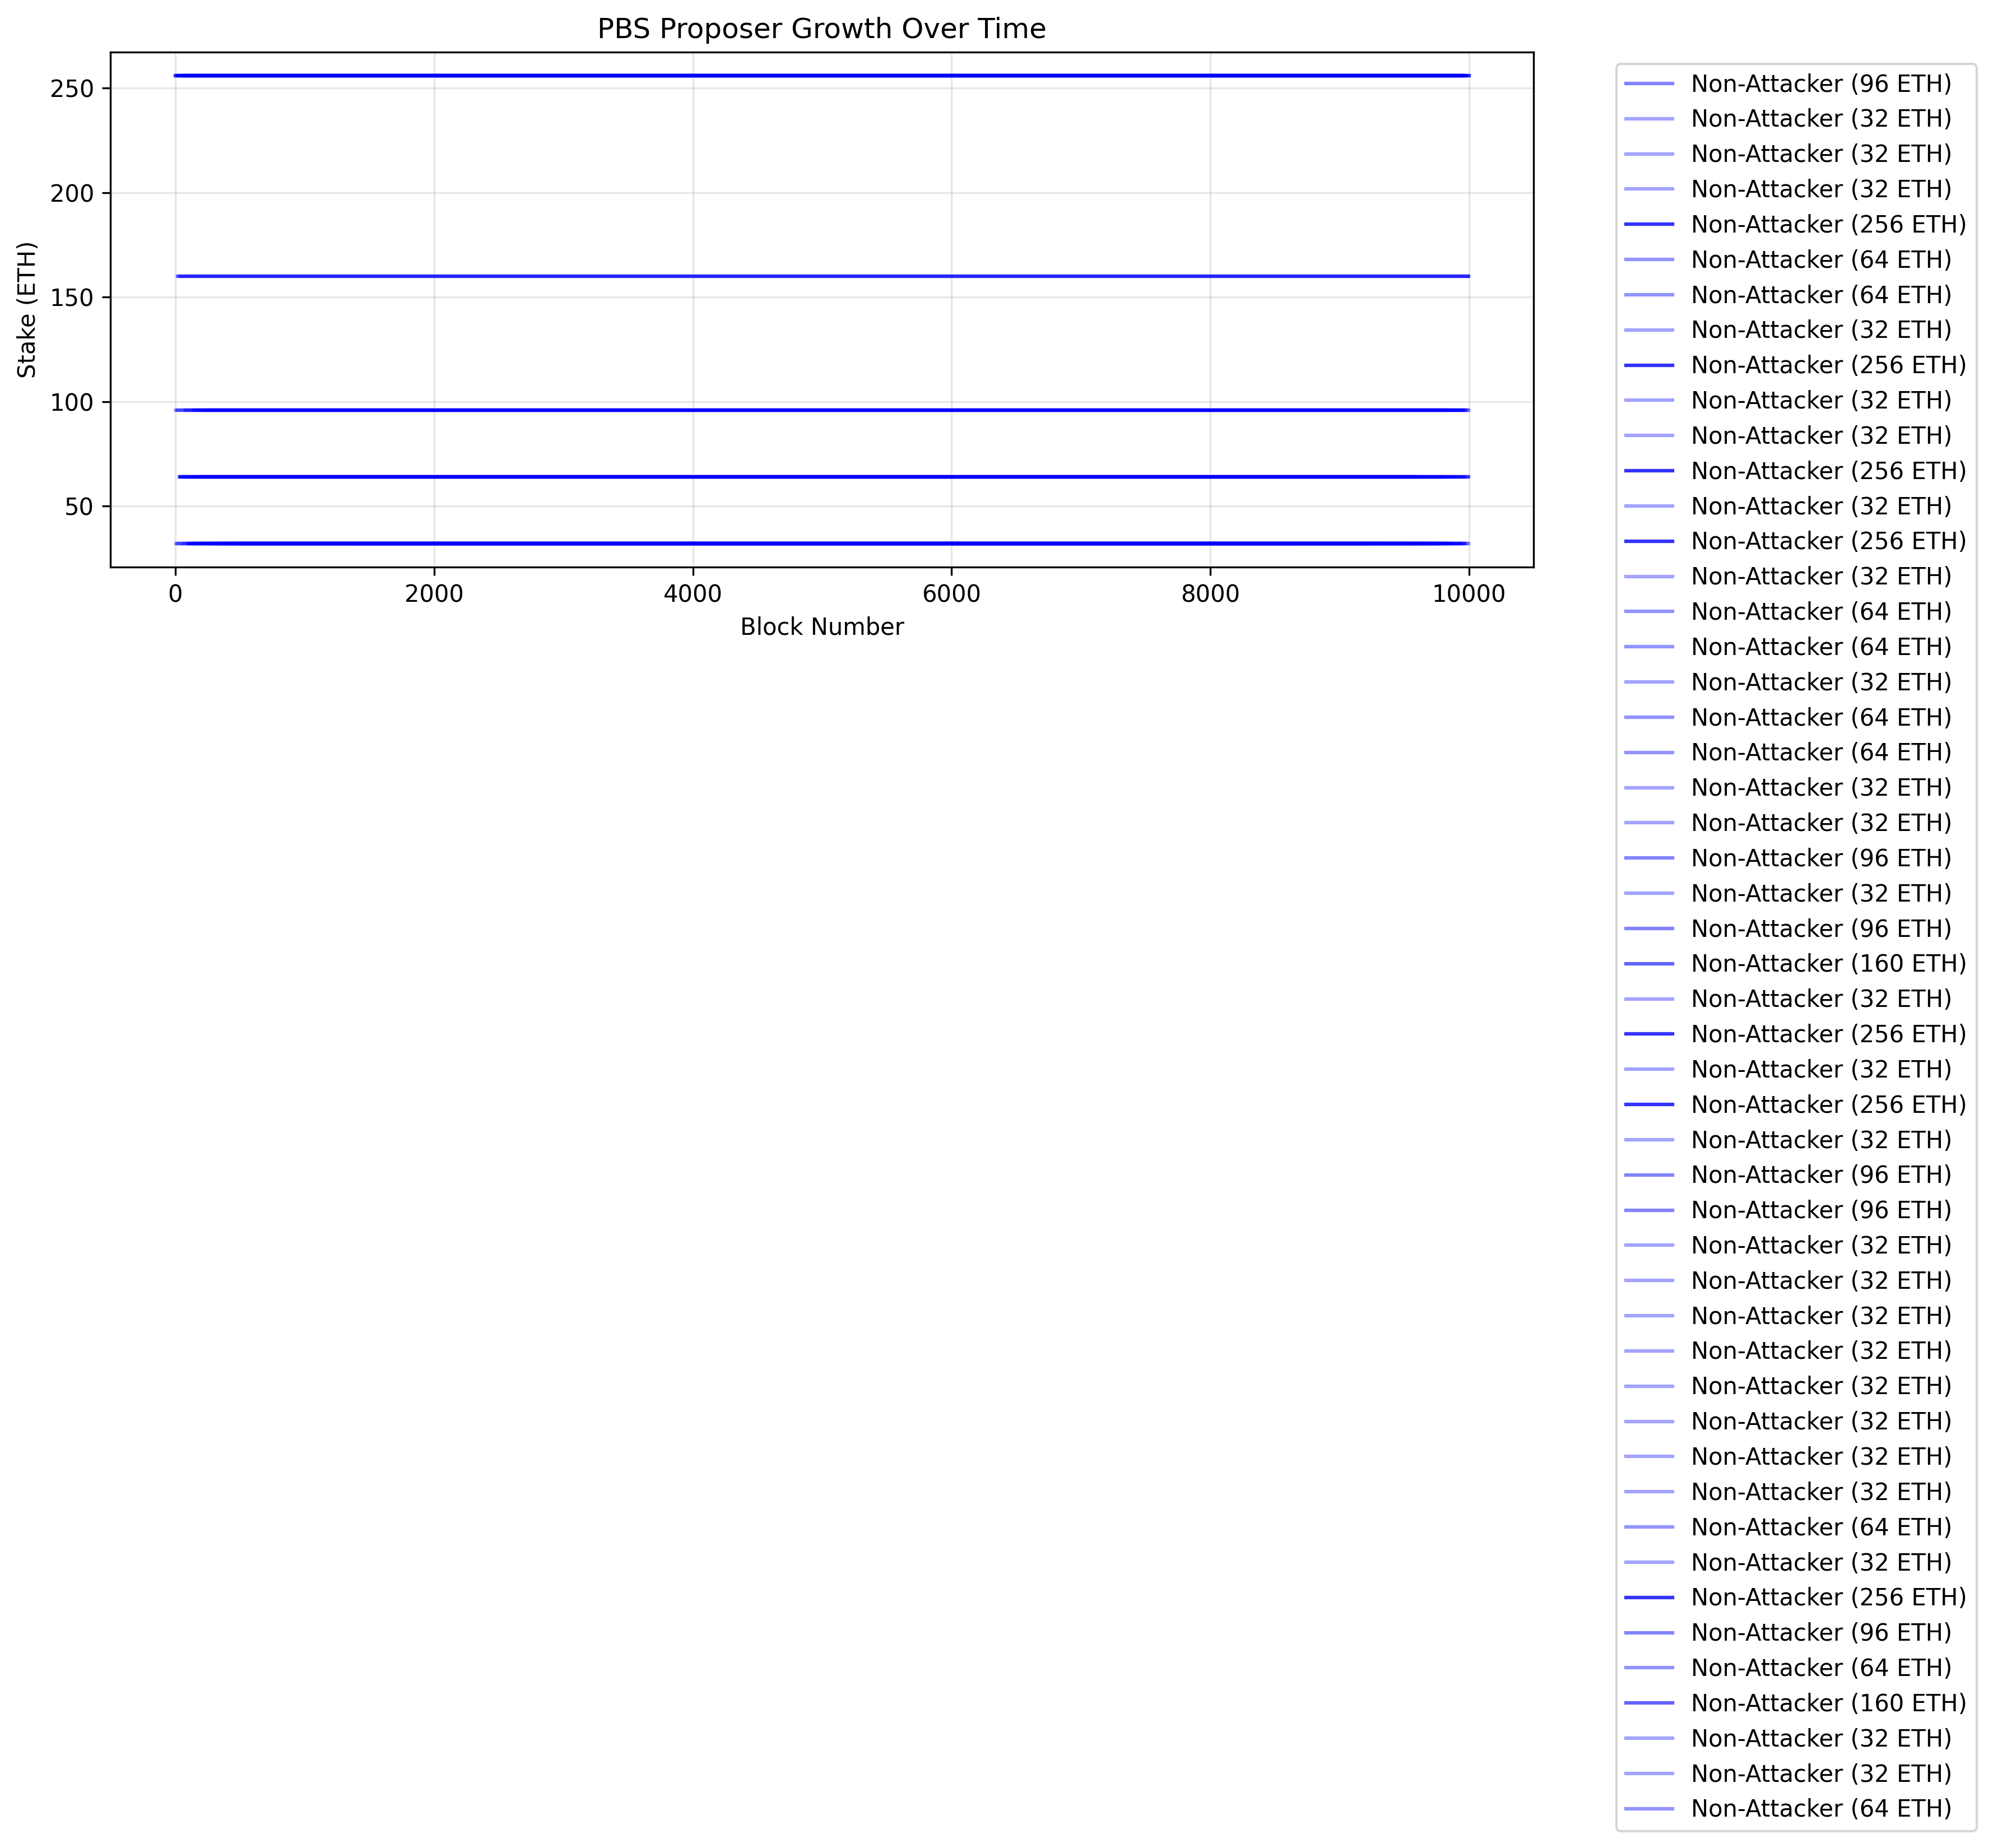 PBS Proposer Growth Over Time
250
200
150
100
50
Stake (ETH)
0
2000
4000
6000
8000
10000
Block Number
Non-Attacker (96 ETH)
Non-Attacker (32 ETH)
Non-Attacker (32 ETH)
Non-Attacker (32 ETH)
Non-Attacker (256 ETH)
Non-Attacker (64 ETH)
Non-Attacker (64 ETH)
Non-Attacker (32 ETH)
Non-Attacker (256 ETH)
Non-Attacker (32 ETH)
Non-Attacker (32 ETH)
Non-Attacker (256 ETH)
Non-Attacker (32 ETH)
Non-Attacker (256 ETH)
Non-Attacker (32 ETH)
Non-Attacker (64 ETH)
Non-Attacker (64 ETH)
Non-Attacker (32 ETH)
Non-Attacker (64 ETH)
Non-Attacker (64 ETH)
Non-Attacker (32 ETH)
Non-Attacker (32 ETH)
Non-Attacker (96 ETH)
Non-Attacker (32 ETH)
Non-Attacker (96 ETH)
Non-Attacker (160 ETH)
Non-Attacker (32 ETH)
Non-Attacker (256 ETH)
Non-Attacker (32 ETH)
Non-Attacker (256 ETH)
Non-Attacker (32 ETH)
Non-Attacker (96 ETH)
Non-Attacker (96 ETH)
Non-Attacker (32 ETH)
Non-Attacker (32 ETH)
Non-Attacker (32 ETH)
Non-Attacker (32 ETH)
Non-Attacker (32 ETH)
Non-Attacker (32 ETH)
Non-Attacker (32 ETH)
Non-Attacker (32 ETH)
Non-Attacker (64 ETH)
Non-Attacker (32 ETH)
Non-Attacker (256 ETH)
Non-Attacker (96 ETH)
Non-Attacker (64 ETH)
Non-Attacker (160 ETH)
Non-Attacker (32 ETH)
Non-Attacker (32 ETH)
Non-Attacker (64 ETH)